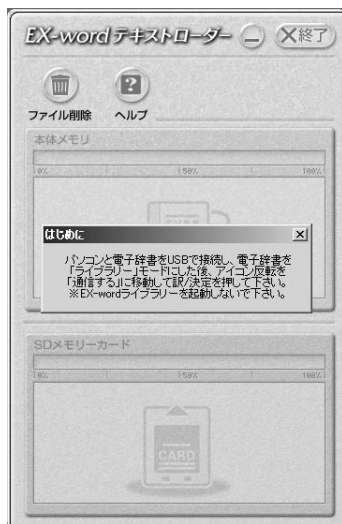 EX-word テキストローダー
×終了
ファイル削除
ヘルプ
本体メモリ
0% 50% 100%
はじめに
パソコンと電子辞書をUSBで接続し、電子辞書を
「ライブラリー」モードにした後、アイコン反転を
「通信する」に移動して訳/決定を押して下さい。
※EX-wordライブラリーを起動しないで下さい。
SDメモリーカード
0% 50% 100%
CARD